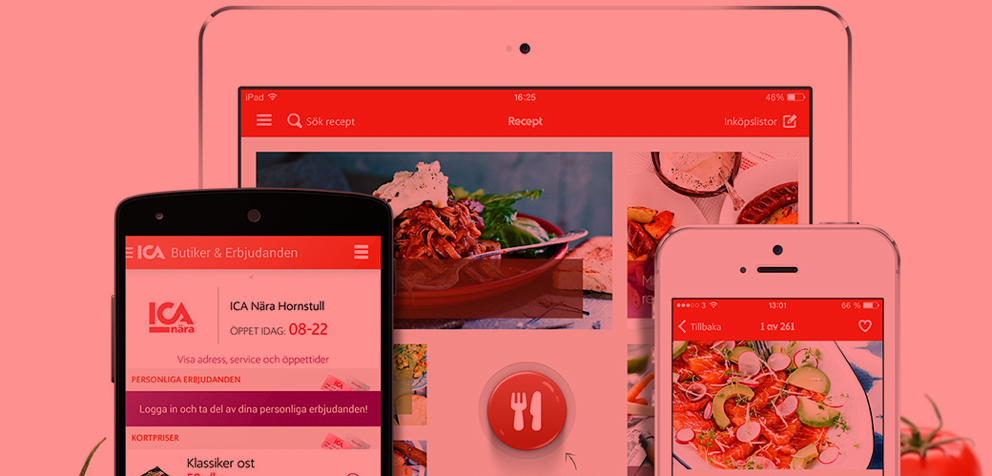 iPad 16:25 46%
Sök recept Recept Inköpslistor
ICA Butiker & Erbjudanden
ICA nära
ICA Nära Hornstull
ÖPPET IDAG: 08-22
Visa adress, service och öppettider
PERSONLIGA ERBJUDANDEN
ICA
Logga in och ta del av dina personliga erbjudanden!
KORTPRISER
ICA
Klassiker ost
3 13:01 66 %
Tillbaka 1 av 261